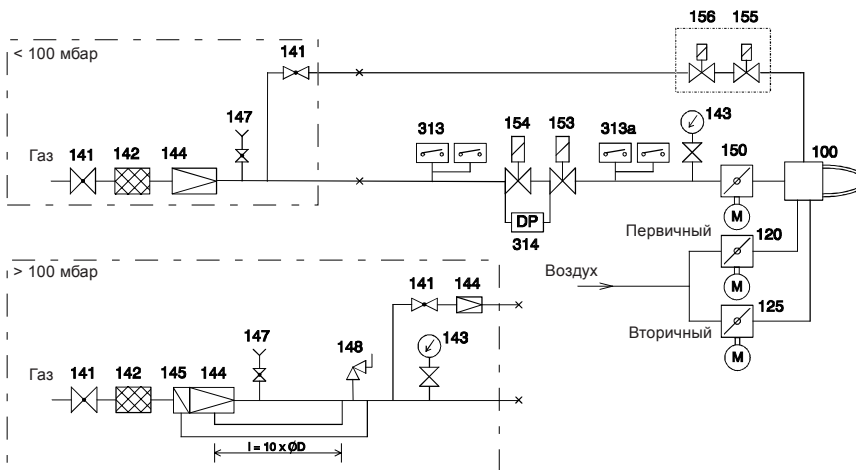 156 155
< 100 мбар
141
147
143
313
154 153
313a
Газ
141 142 144
150
100
DP
314
M
Первичный
120
M
> 100 мбар
141 144
Воздух
147
148
143
125
Вторичный
Газ
141 142 145 144
M
l = 10 x ØD